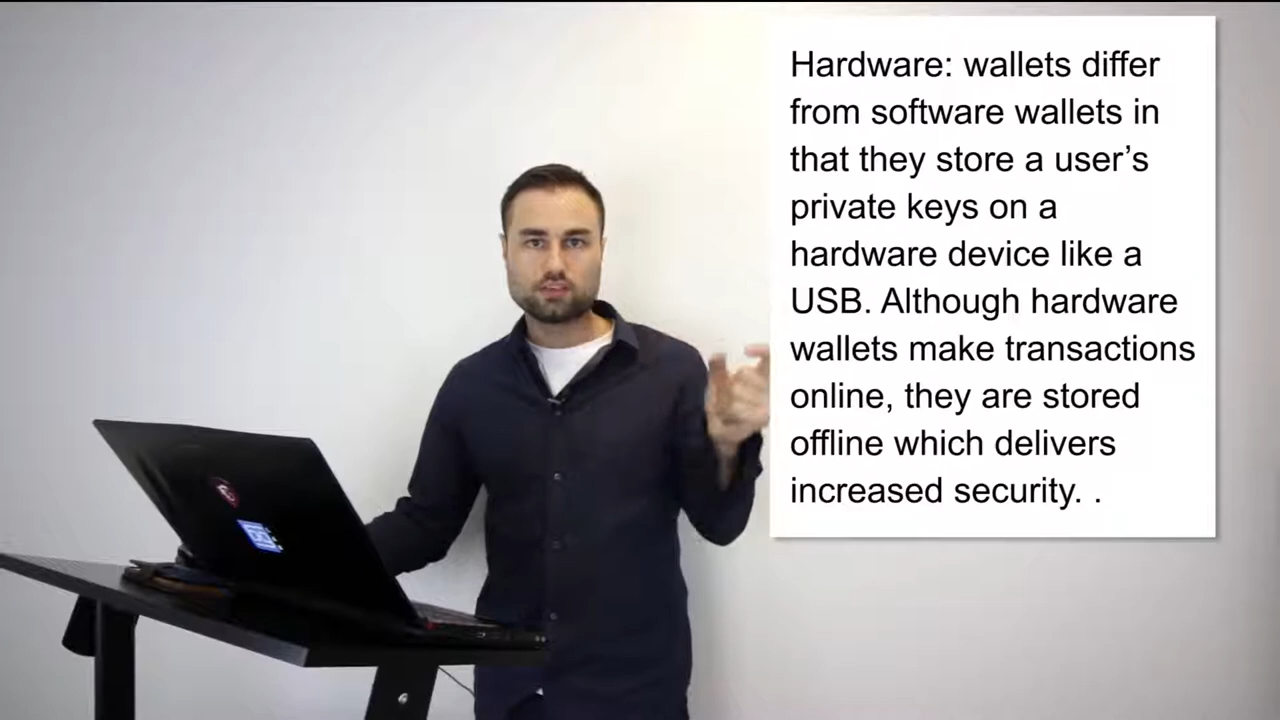 Hardware: wallets differ
from software wallets in
that they store a user’s
private keys on a
hardware device like a
USB. Although hardware
wallets make transactions
online, they are stored
offline which delivers
increased security. .